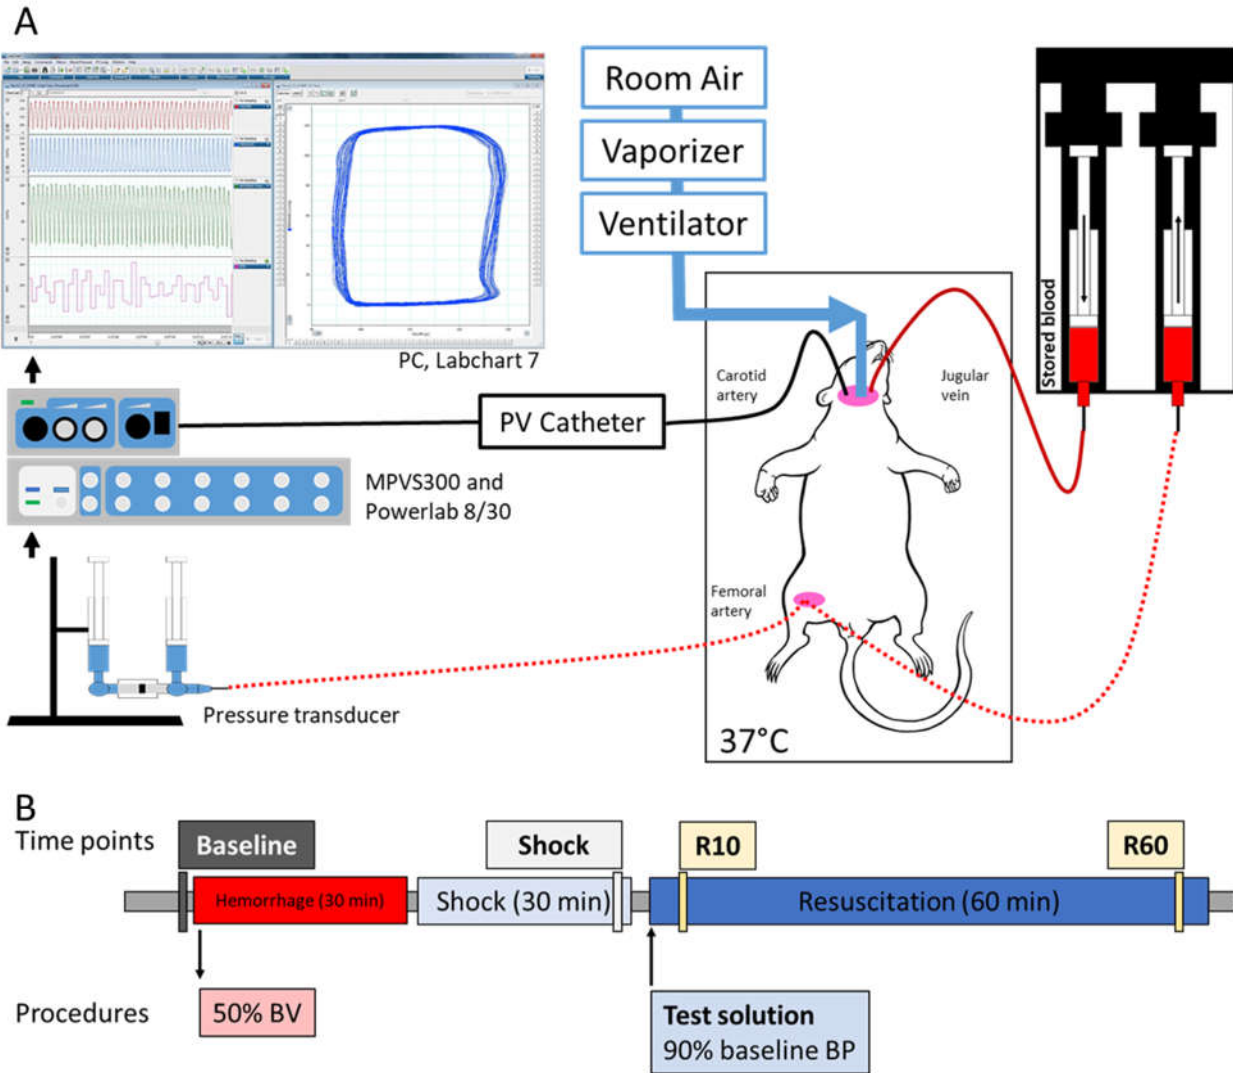 A
Room Air
Vaporizer
Ventilator
Stored blood
PC, Labchart 7
Carotid
artery
Jugular
vein
PV Catheter
MPVS300 and
Powerlab 8/30
Femoral
artery
Pressure transducer
37°C
B
Time points
Baseline
Shock
R10
R60
Hemorrhage (30 min)
Shock (30 min)
Resuscitation (60 min)
Procedures
50% BV
Test solution
90% baseline BP